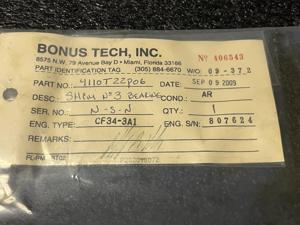 BONUS TECH, INC.
8575 N.W. 79 Avenue Bay D • Miami, Florida 33166
PART IDENTIFICATION TAG (305) 884-6670
Nº 406543
W/O 09-372
PART NO: 4110T22P06
DATE SEP 09 2009
DESC: SHIM Nº3 BEARING
COND: AR
SER. NO: N-S-N
QTY: 1
ENG. TYPE: CF34-3A1
ENG. S/N: 807624
REMARKS: